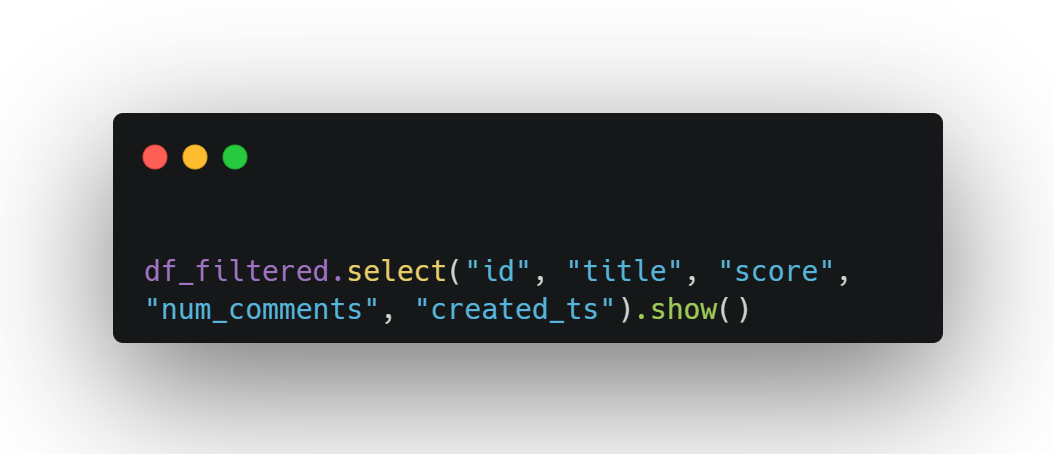 df_filtered.select("id", "title", "score",
"num_comments", "created_ts").show()